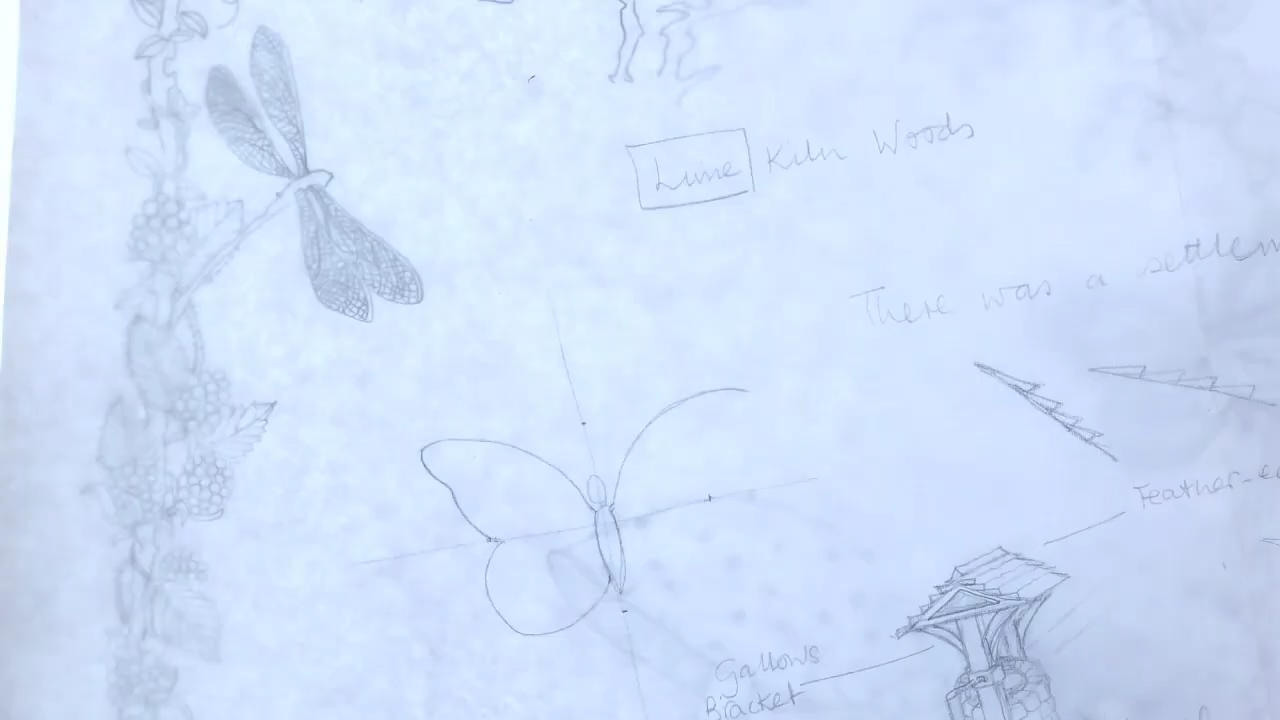 Lime Kiln Woods
There was a settlem
Feather-e
Gallows
Bracket